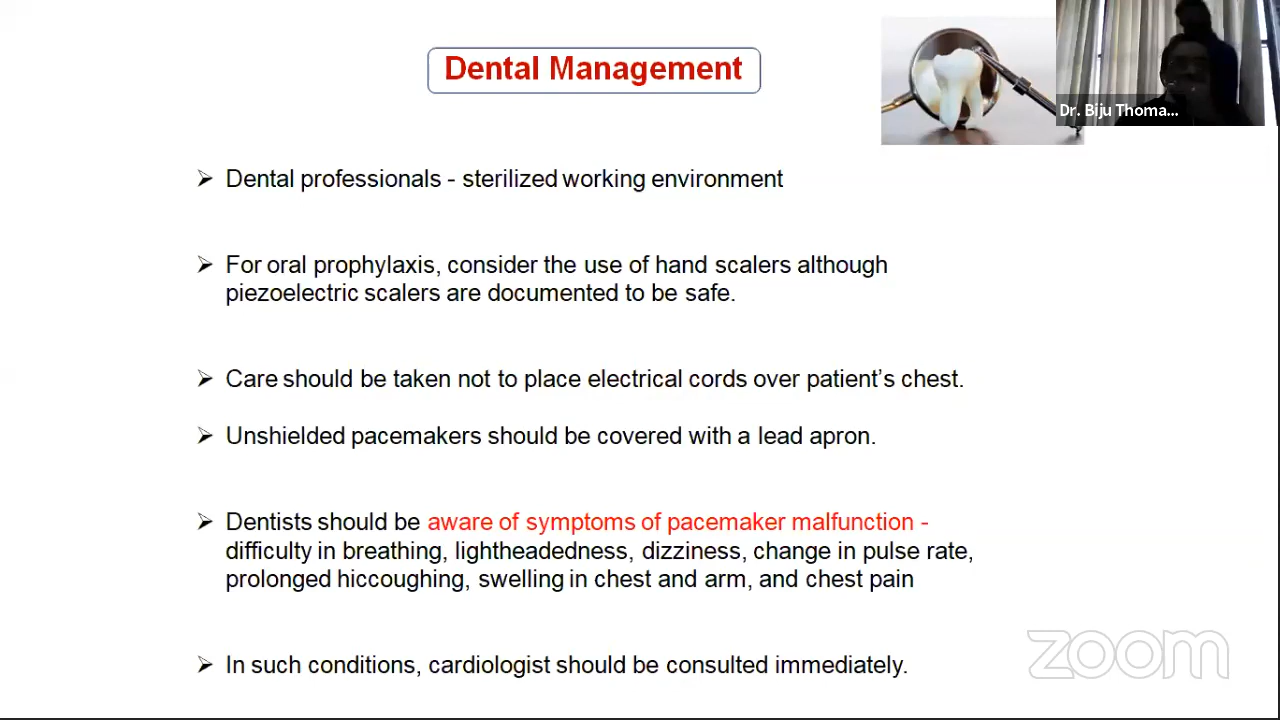 Dental Management
Dr. Biju Thoma...
➢ Dental professionals - sterilized working environment
➢ For oral prophylaxis, consider the use of hand scalers although
piezoelectric scalers are documented to be safe.
➢ Care should be taken not to place electrical cords over patient’s chest.
➢ Unshielded pacemakers should be covered with a lead apron.
➢ Dentists should be aware of symptoms of pacemaker malfunction -
difficulty in breathing, lightheadedness, dizziness, change in pulse rate,
prolonged hiccoughing, swelling in chest and arm, and chest pain
➢ In such conditions, cardiologist should be consulted immediately.
zoom